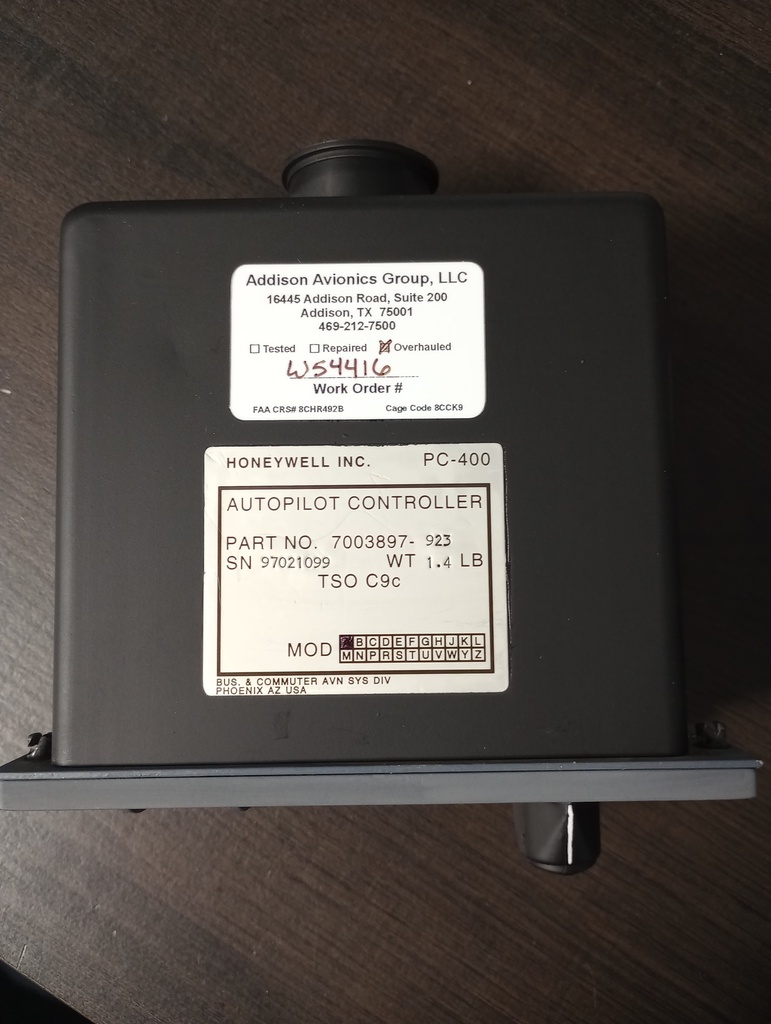 Addison Avionics Group, LLC
16445 Addison Road, Suite 200
Addison, TX 75001
469-212-7500
☐ Tested ☐ Repaired ☒ Overhauled
W54416
Work Order #
FAA CRS# 8CHR492B Cage Code 8CCK9
HONEYWELL INC. PC-400
AUTOPILOT CONTROLLER
PART NO. 7003897- 923
SN 97021099 WT 1.4 LB
TSO C9c
MOD B C D E F G H J K L
M N P R S T U V W Y Z
BUS. & COMMUTER AVN SYS DIV
PHOENIX AZ USA